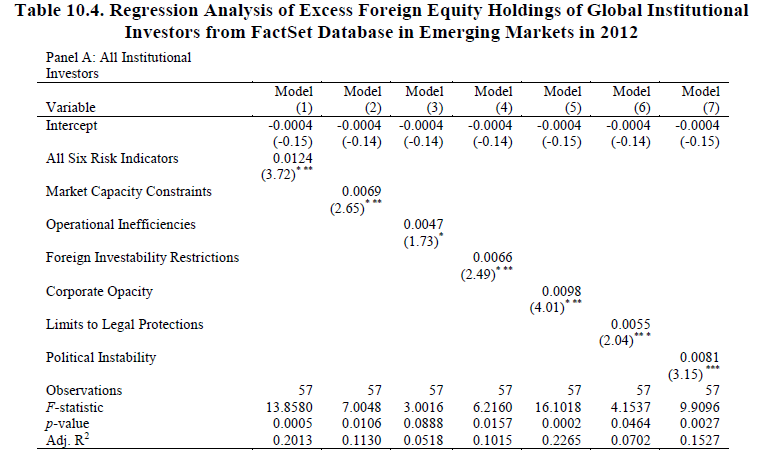 Table 10.4. Regression Analysis of Excess Foreign Equity Holdings of Global Institutional
Investors from FactSet Database in Emerging Markets in 2012
Panel A: All Institutional
Investors
Model Model Model Model Model Model Model
Variable (1) (2) (3) (4) (5) (6) (7)
Intercept -0.0004 -0.0004 -0.0004 -0.0004 -0.0004 -0.0004 -0.0004
(-0.15) (-0.14) (-0.14) (-0.14) (-0.15) (-0.14) (-0.15)
All Six Risk Indicators 0.0124
(3.72)***
Market Capacity Constraints 0.0069
(2.65)***
Operational Inefficiencies 0.0047
(1.73)*
Foreign Investability Restrictions 0.0066
(2.49)***
Corporate Opacity 0.0098
(4.01)***
Limits to Legal Protections 0.0055
(2.04)***
Political Instability 0.0081
(3.15)***
Observations 57 57 57 57 57 57 57
F-statistic 13.8580 7.0048 3.0016 6.2160 16.1018 4.1537 9.9096
p-value 0.0005 0.0106 0.0888 0.0157 0.0002 0.0464 0.0027
Adj. R² 0.2013 0.1130 0.0518 0.1015 0.2265 0.0702 0.1527